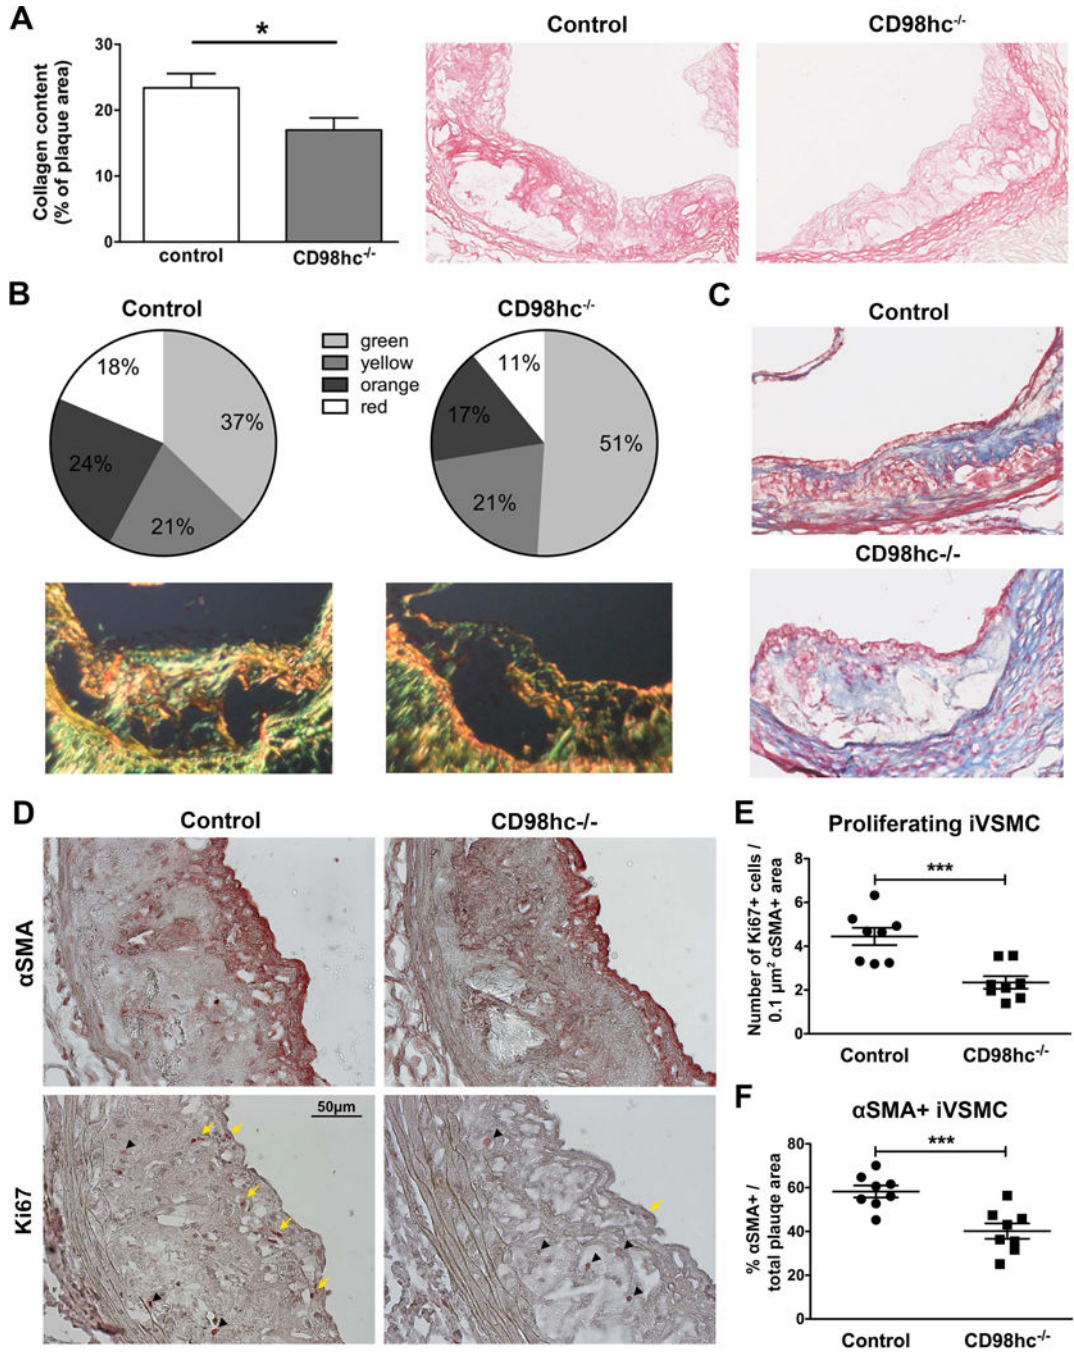 A
Collagen content
(% of plaque area)
30
20
10
0
*
control
CD98hc-/-
Control
CD98hc-/-
B
Control
18%
37%
24%
21%
green
yellow
orange
red
CD98hc-/-
11%
17%
51%
21%
C
Control
CD98hc-/-
D
Control
CD98hc-/-
αSMA
Ki67
50µm
E
Proliferating iVSMC
Number of Ki67+ cells /
0.1 µm² αSMA+ area
8
6
4
2
0
***
Control
CD98hc-/-
F
αSMA+ iVSMC
% αSMA+ /
total plauqe area
80
60
40
20
0
***
Control
CD98hc-/-